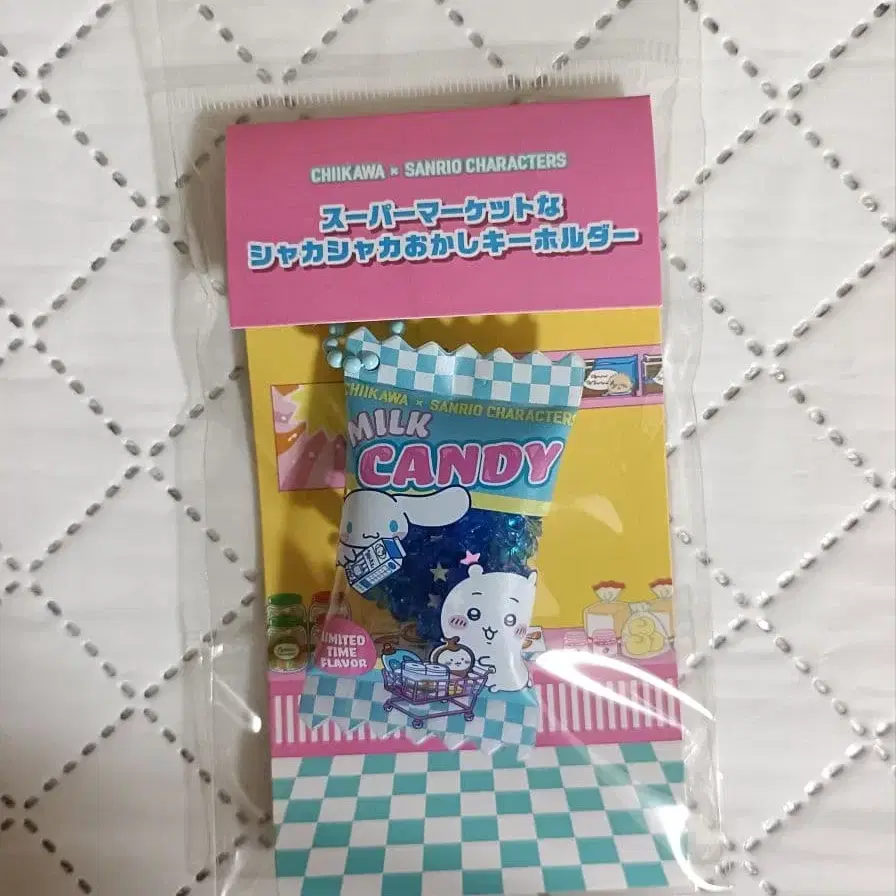 CHIIKAWA × SANRIO CHARACTERS
スーパーマーケットな
シャカシャカおかしキーホルダー
CHIIKAWA × SANRIO CHARACTERS
MILK
CANDY
LIMITED
TIME
FLAVOR